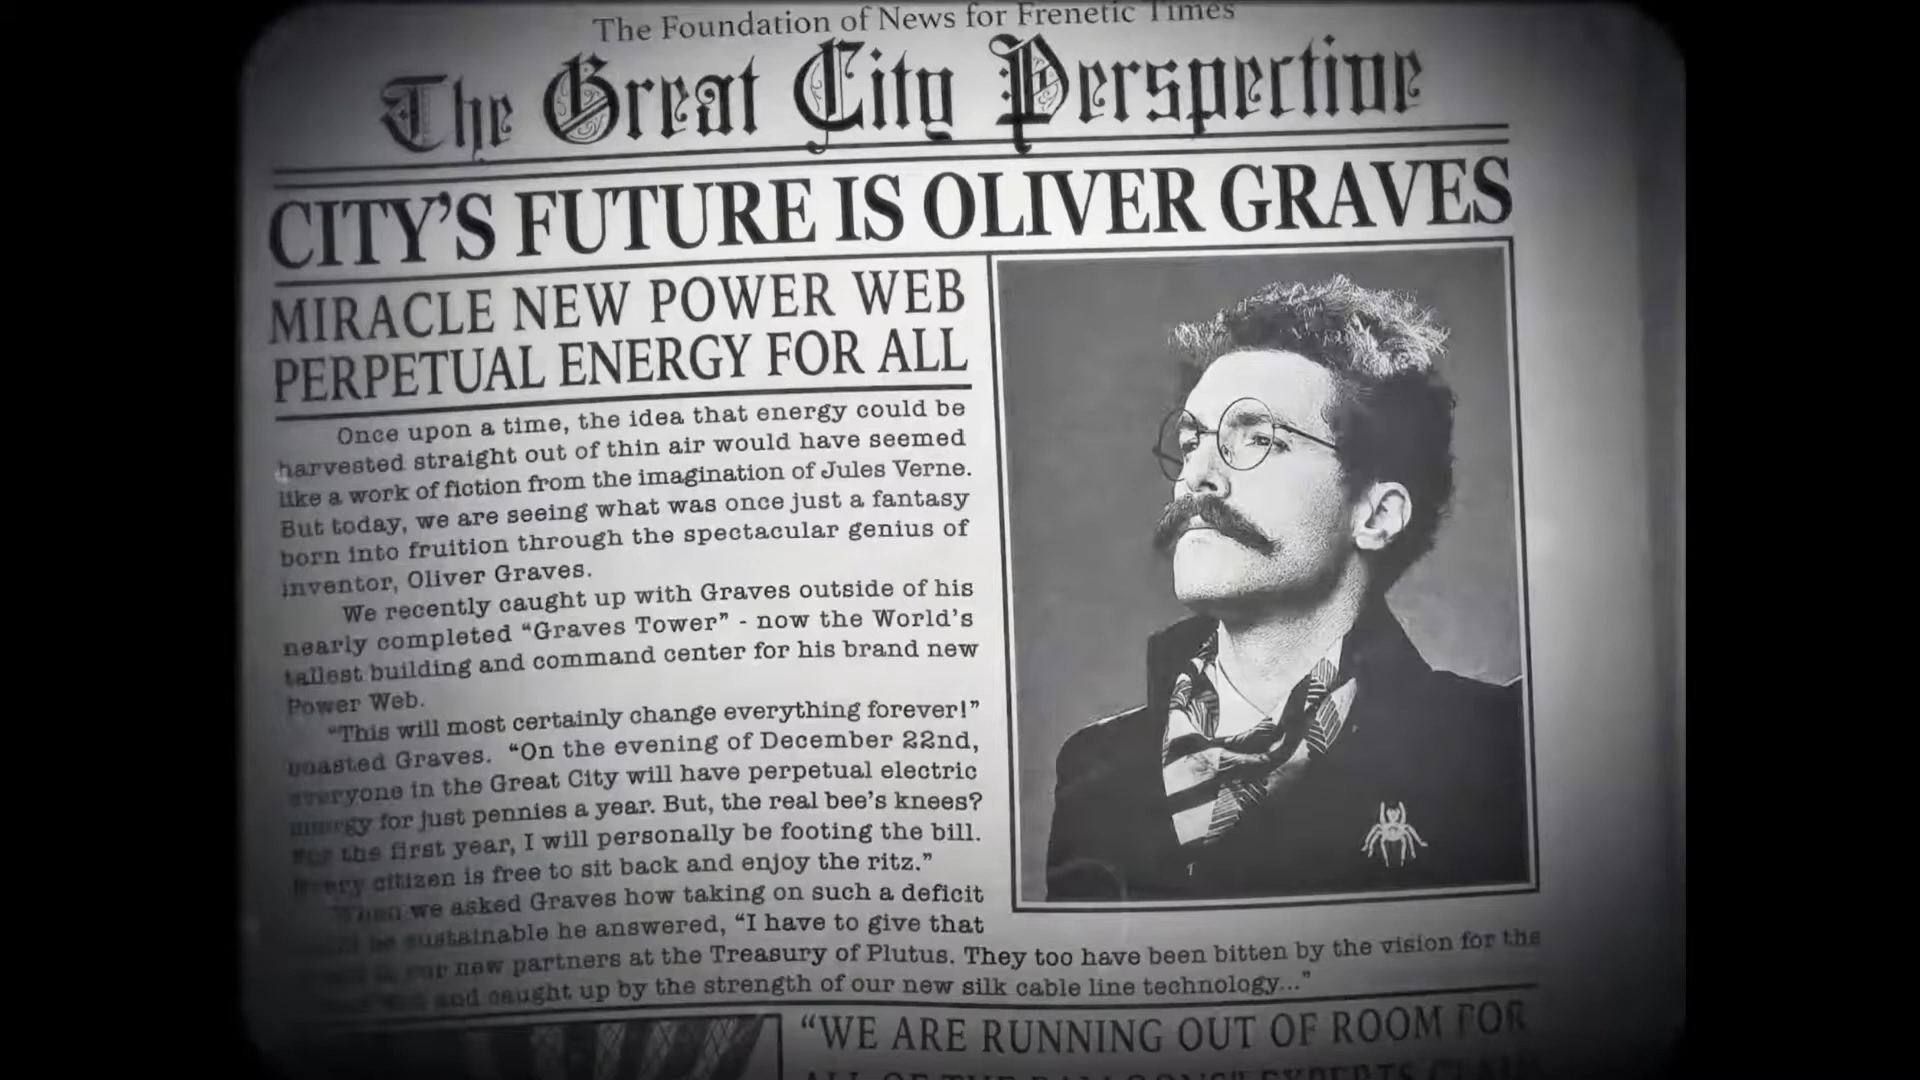 The Foundation of News for Frenetic Times
The Great City Perspective
CITY'S FUTURE IS OLIVER GRAVES
MIRACLE NEW POWER WEB
PERPETUAL ENERGY FOR ALL
Once upon a time, the idea that energy could be
harvested straight out of thin air would have seemed
like a work of fiction from the imagination of Jules Verne.
But today, we are seeing what was once just a fantasy
born into fruition through the spectacular genius of
inventor, Oliver Graves.
We recently caught up with Graves outside of his
nearly completed “Graves Tower” - now the World's
tallest building and command center for his brand new
Power Web.
“This will most certainly change everything forever!”
boasted Graves. “On the evening of December 22nd,
everyone in the Great City will have perpetual electric
energy for just pennies a year. But, the real bee's knees?
For the first year, I will personally be footing the bill.
Every citizen is free to sit back and enjoy the ritz.”
When we asked Graves how taking on such a deficit
be sustainable he answered, “I have to give that
our new partners at the Treasury of Plutus. They too have been bitten by the vision for the
and caught up by the strength of our new silk cable line technology...”
“WE ARE RUNNING OUT OF ROOM FOR